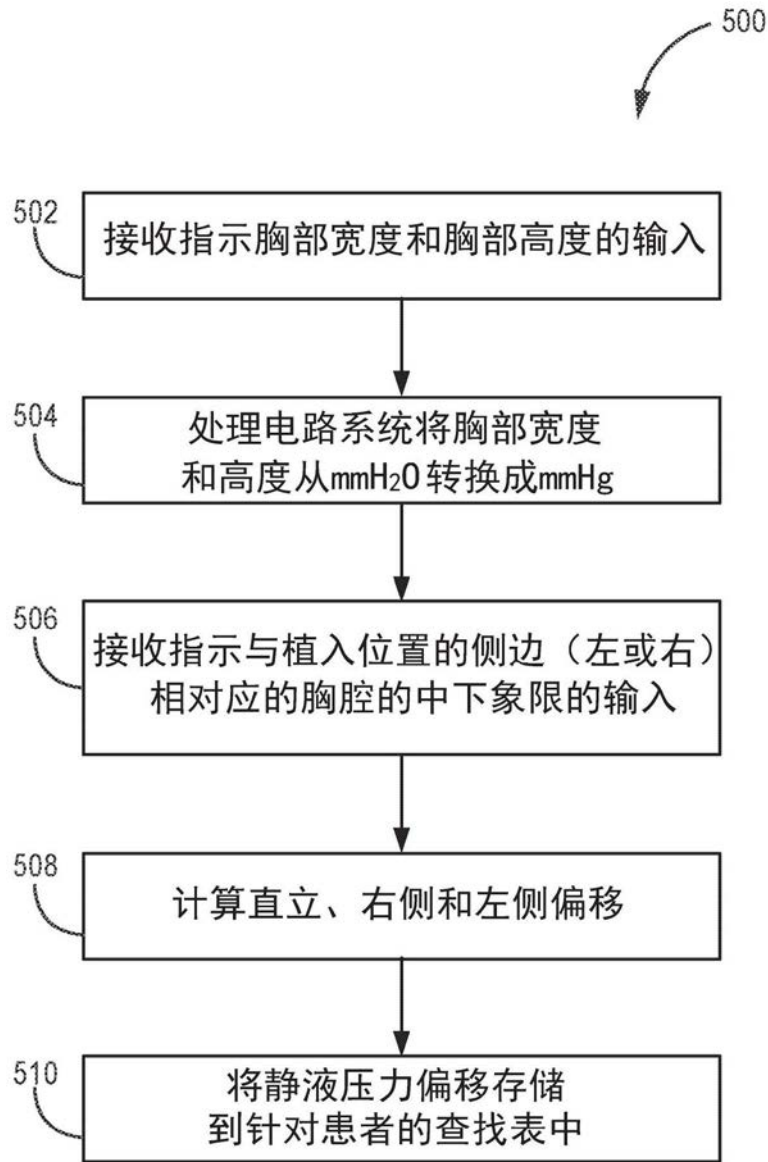 500
502
接收指示胸部宽度和胸部高度的输入
504
处理电路系统将胸部宽度
和高度从mmH₂O转换成mmHg
506
接收指示与植入位置的侧边（左或右）
相对应的胸腔的中下象限的输入
508
计算直立、右侧和左侧偏移
510
将静液压力偏移存储
到针对患者的查找表中